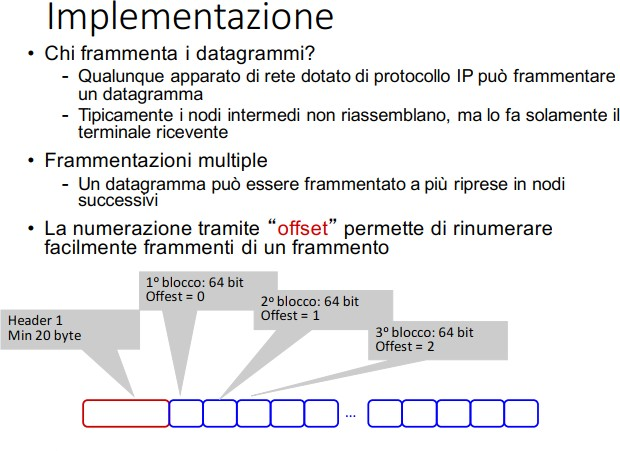 Implementazione
• Chi frammenta i datagrammi?
- Qualunque apparato di rete dotato di protocollo IP può frammentare
un datagramma
- Tipicamente i nodi intermedi non riassemblano, ma lo fa solamente il
terminale ricevente
• Frammentazioni multiple
- Un datagramma può essere frammentato a più riprese in nodi
successivi
• La numerazione tramite “offset” permette di rinumerare
facilmente frammenti di un frammento
1º blocco: 64 bit
Offest = 0
2º blocco: 64 bit
Offest = 1
Header 1
Min 20 byte
3º blocco: 64 bit
Offest = 2
...